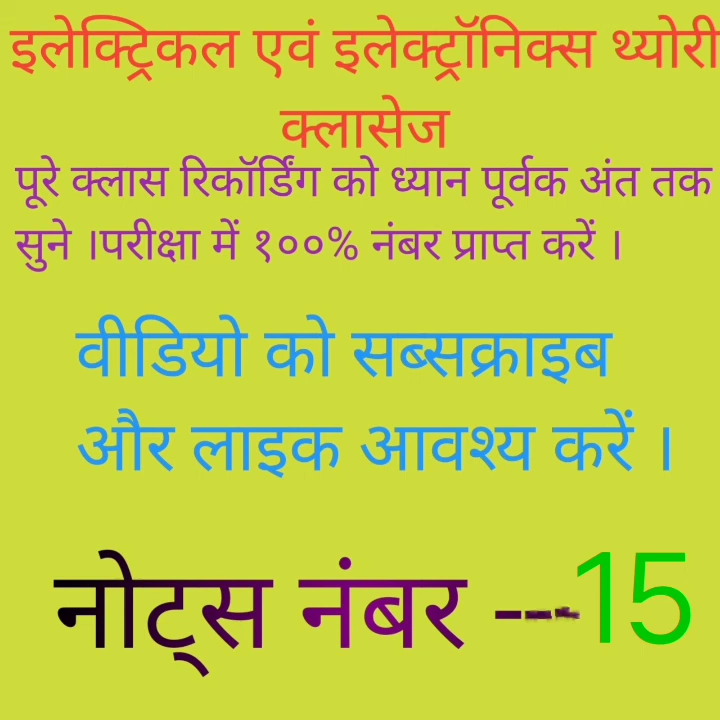 इलेक्ट्रिकल एवं इलेक्ट्रॉनिक्स थ्योरी
क्लासेज
पूरे क्लास रिकॉर्डिंग को ध्यान पूर्वक अंत तक
सुने ।परीक्षा में १००% नंबर प्राप्त करें ।
वीडियो को सब्सक्राइब
और लाइक आवश्य करें ।
नोट्स नंबर ---15